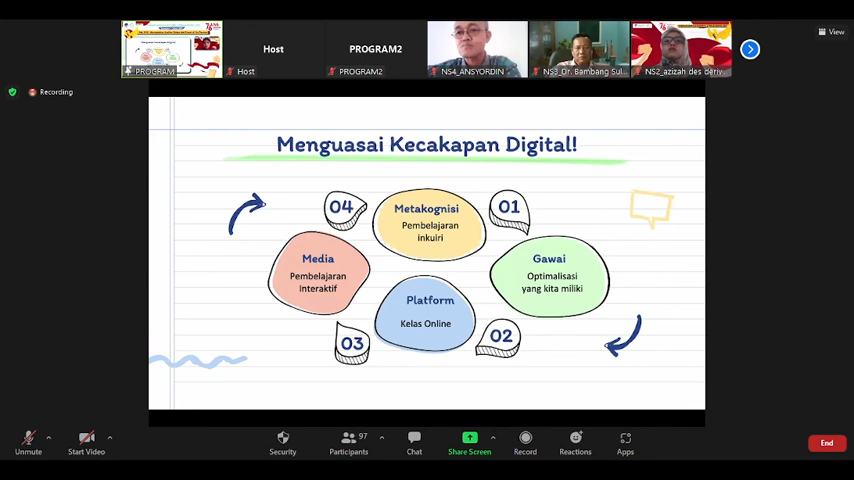 Host
PROGRAM2
PROGRAM
Host
PROGRAM2
NS4_ANSYORDIN
NS3_Dr. Bambang Sul...
NS2_azizah des deriv...
View
Recording
Menguasai Kecakapan Digital!
04
Metakognisi
Pembelajaran
inkuiri
01
Media
Pembelajaran
Interaktif
Gawai
Optimalisasi
yang kita miliki
Platform
Kelas Online
03
02
Unmute
Start Video
Security
Participants
97
Chat
Share Screen
Record
Reactions
Apps
End